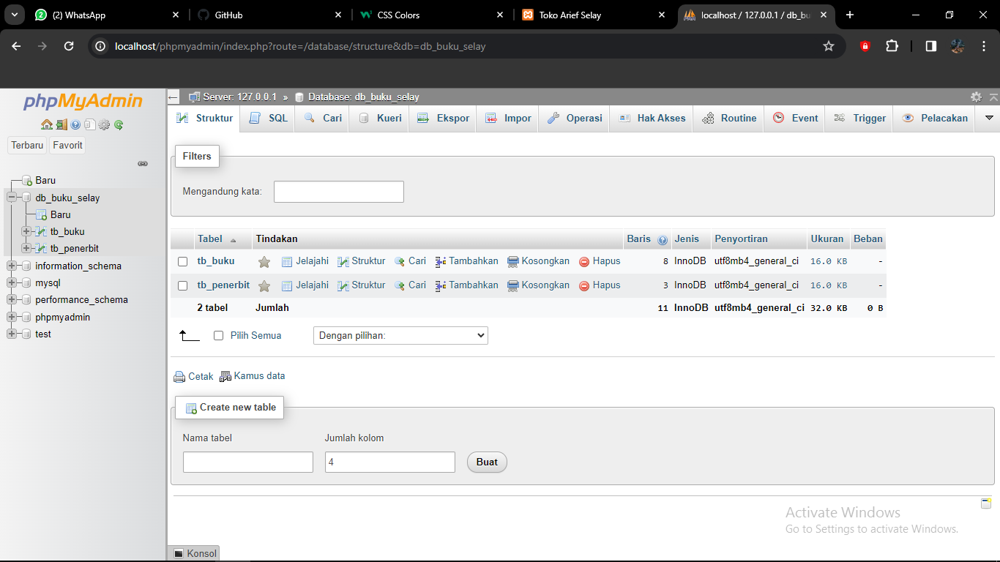 (2) WhatsApp GitHub CSS Colors Toko Arief Selay localhost / 127.0.0.1 / db_bu
localhost/phpmyadmin/index.php?route=/database/structure&db=db_buku_selay
phpMyAdmin
Terbaru Favorit
Baru
db_buku_selay
Baru
tb_buku
tb_penerbit
information_schema
mysql
performance_schema
phpmyadmin
test
Server: 127.0.0.1 » Database: db_buku_selay
Struktur SQL Cari Kueri Ekspor Impor Operasi Hak Akses Routine Event Trigger Pelacakan
Filters
Mengandung kata:
Tabel Tindakan Baris Jenis Penyortiran Ukuran Beban
tb_buku Jelajahi Struktur Cari Tambahkan Kosongkan Hapus 8 InnoDB utf8mb4_general_ci 16.0 KB -
tb_penerbit Jelajahi Struktur Cari Tambahkan Kosongkan Hapus 3 InnoDB utf8mb4_general_ci 16.0 KB -
2 tabel Jumlah 11 InnoDB utf8mb4_general_ci 32.0 KB 0 B
Pilih Semua Dengan pilihan:
Cetak Kamus data
Create new table
Nama tabel Jumlah kolom
4 Buat
Activate Windows
Go to Settings to activate Windows.
Konsol